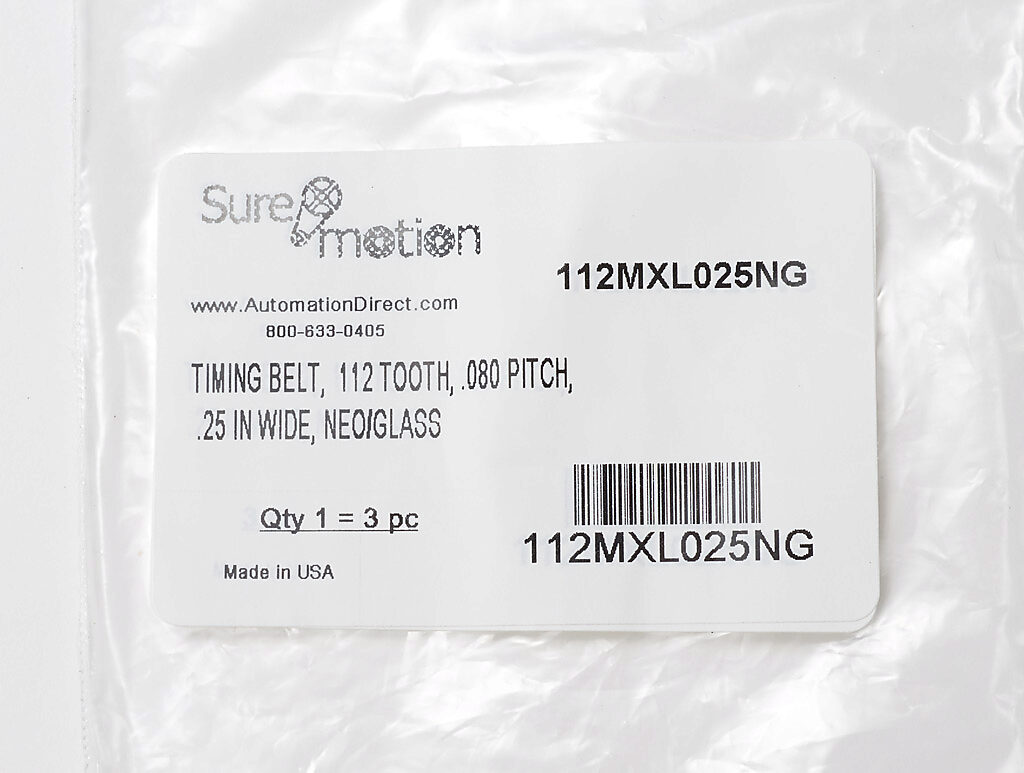 Sure
motion
112MXL025NG
www.AutomationDirect.com
800-633-0405
TIMING BELT, 112 TOOTH, .080 PITCH,
.25 IN WIDE, NEO/GLASS
Qty 1 = 3 pc
112MXL025NG
Made in USA